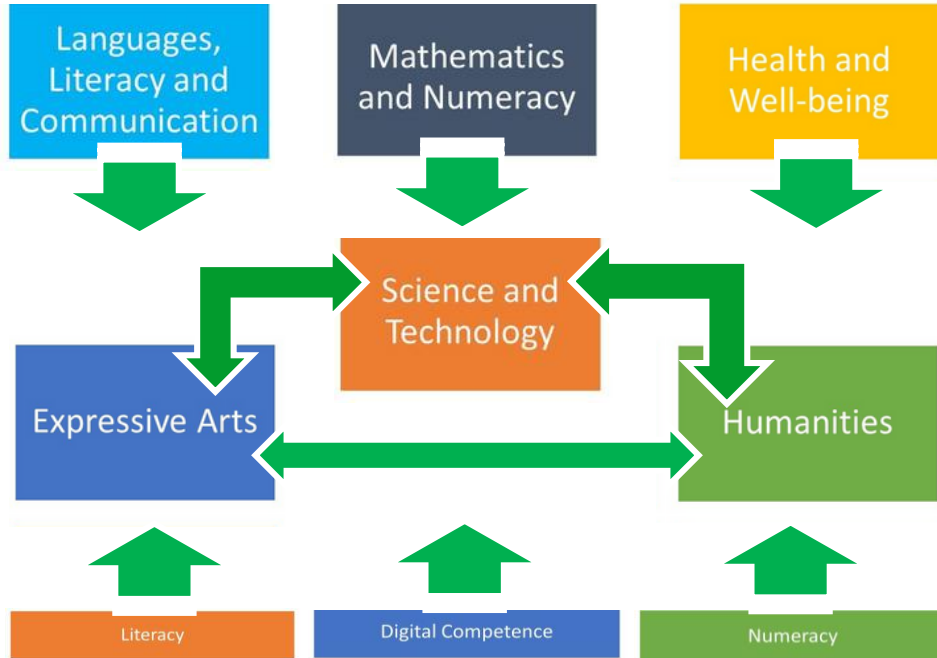 Languages,
Literacy and
Communication
Mathematics
and Numeracy
Health and
Well-being
Science and
Technology
Expressive Arts
Humanities
Literacy
Digital Competence
Numeracy